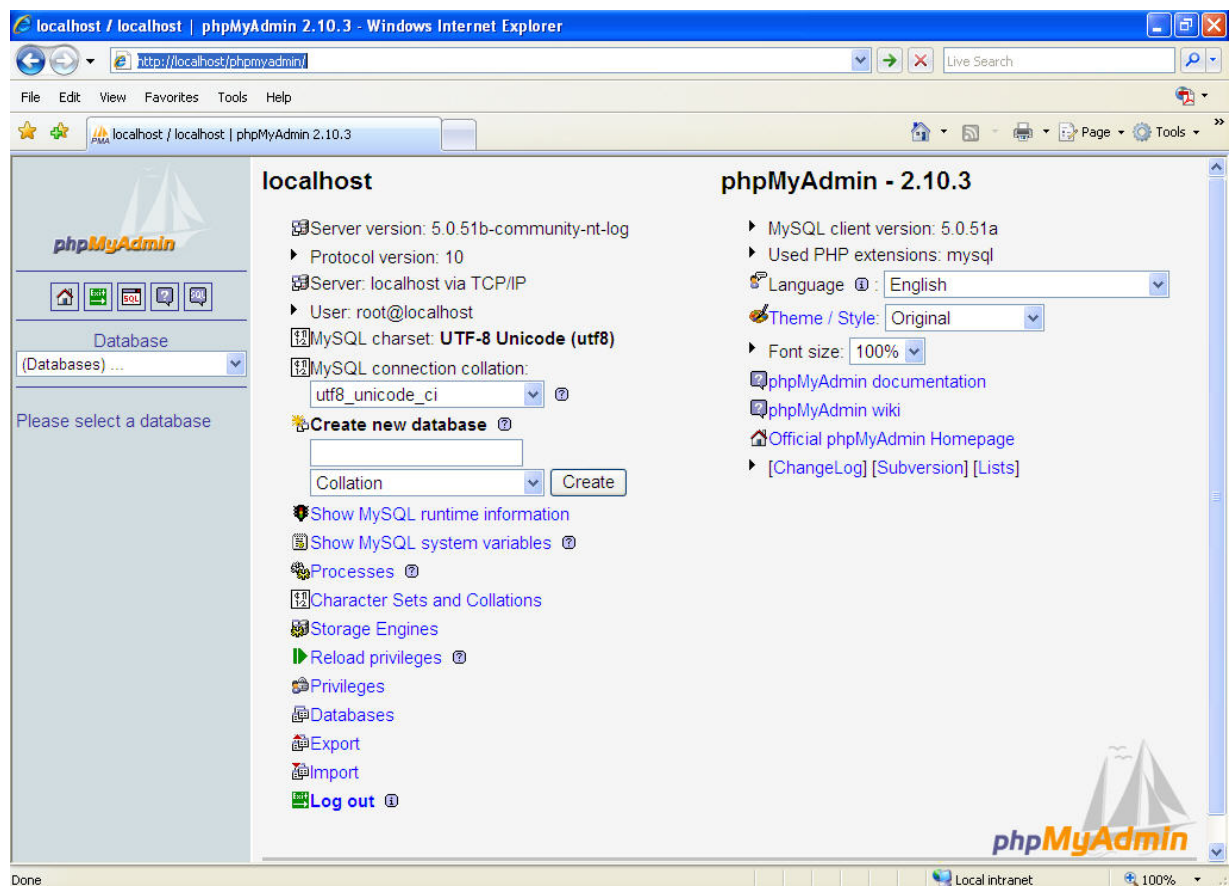 localhost / localhost | phpMyAdmin 2.10.3 - Windows Internet Explorer
http://localhost/phpmyadmin/
Live Search
File Edit View Favorites Tools Help
PMA localhost / localhost | phpMyAdmin 2.10.3
Page Tools »
phpMyAdmin
Exit SQL ? SQL
Database
(Databases) ...
Please select a database
localhost
Server version: 5.0.51b-community-nt-log
Protocol version: 10
Server: localhost via TCP/IP
User: root@localhost
MySQL charset: UTF-8 Unicode (utf8)
MySQL connection collation:
utf8_unicode_ci ?
Create new database ?
Collation Create
Show MySQL runtime information
Show MySQL system variables ?
Processes ?
Character Sets and Collations
Storage Engines
Reload privileges ?
Privileges
Databases
Export
Import
Log out i
phpMyAdmin - 2.10.3
MySQL client version: 5.0.51a
Used PHP extensions: mysql
Language i : English
Theme / Style: Original
Font size: 100%
phpMyAdmin documentation
phpMyAdmin wiki
Official phpMyAdmin Homepage
[ChangeLog] [Subversion] [Lists]
phpMyAdmin
Done Local intranet 100%